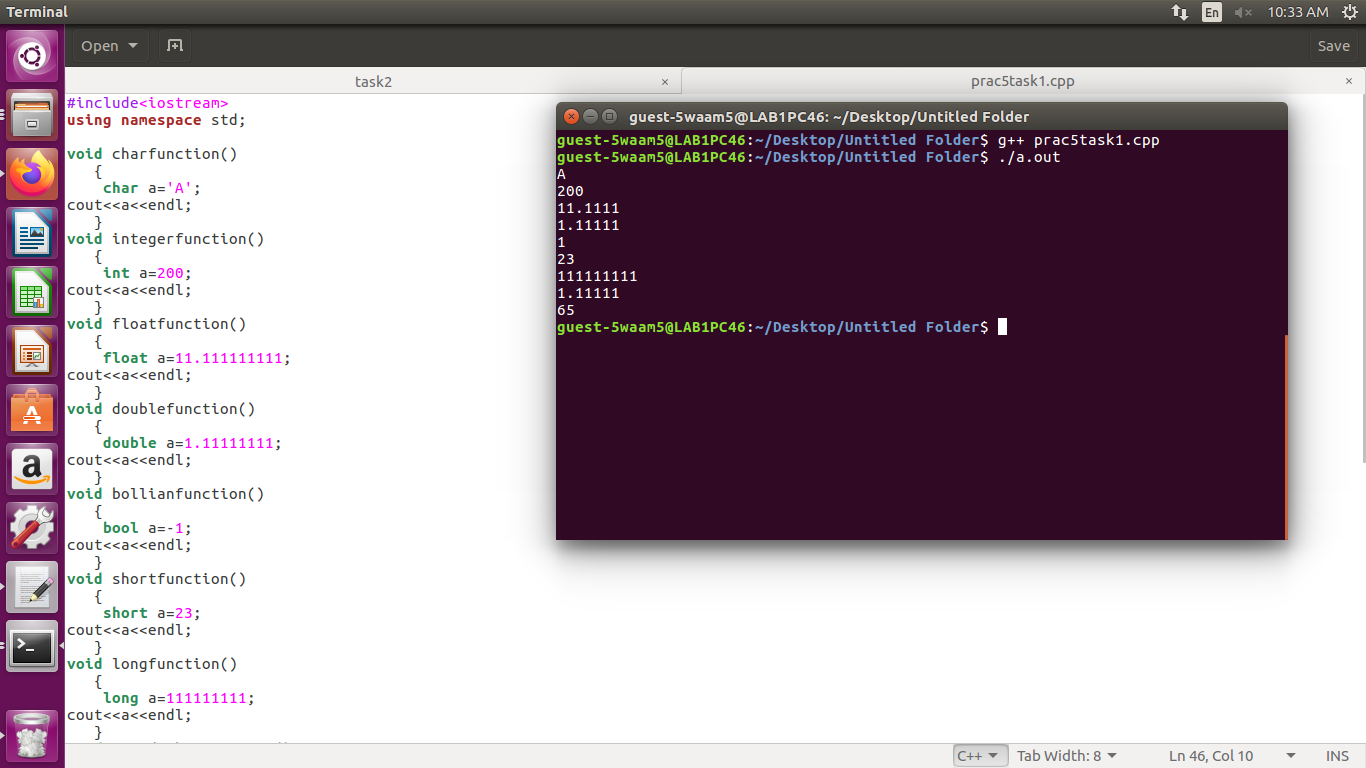 Terminal
En
10:33 AM
Open
Save
task2 ×
prac5task1.cpp ×
#include<iostream>
using namespace std;
void charfunction()
{
char a='A';
cout<<a<<endl;
}
void integerfunction()
{
int a=200;
cout<<a<<endl;
}
void floatfunction()
{
float a=11.111111111;
cout<<a<<endl;
}
void doublefunction()
{
double a=1.11111111;
cout<<a<<endl;
}
void bollianfunction()
{
bool a=-1;
cout<<a<<endl;
}
void shortfunction()
{
short a=23;
cout<<a<<endl;
}
void longfunction()
{
long a=111111111;
cout<<a<<endl;
}
guest-5waam5@LAB1PC46: ~/Desktop/Untitled Folder
guest-5waam5@LAB1PC46:~/Desktop/Untitled Folder$ g++ prac5task1.cpp
guest-5waam5@LAB1PC46:~/Desktop/Untitled Folder$ ./a.out
A
200
11.1111
1.11111
1
23
111111111
1.11111
65
guest-5waam5@LAB1PC46:~/Desktop/Untitled Folder$
C++ Tab Width: 8 Ln 46, Col 10 INS